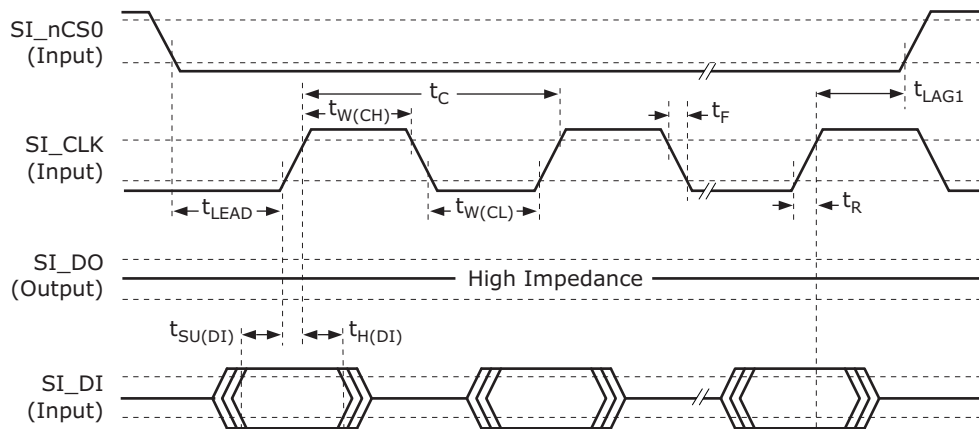 SI_nCS0
(Input)
tC
tLAG1
tW(CH)
tF
SI_CLK
(Input)
tLEAD
tW(CL)
tR
SI_DO
(Output)
High Impedance
tSU(DI)
tH(DI)
SI_DI
(Input)